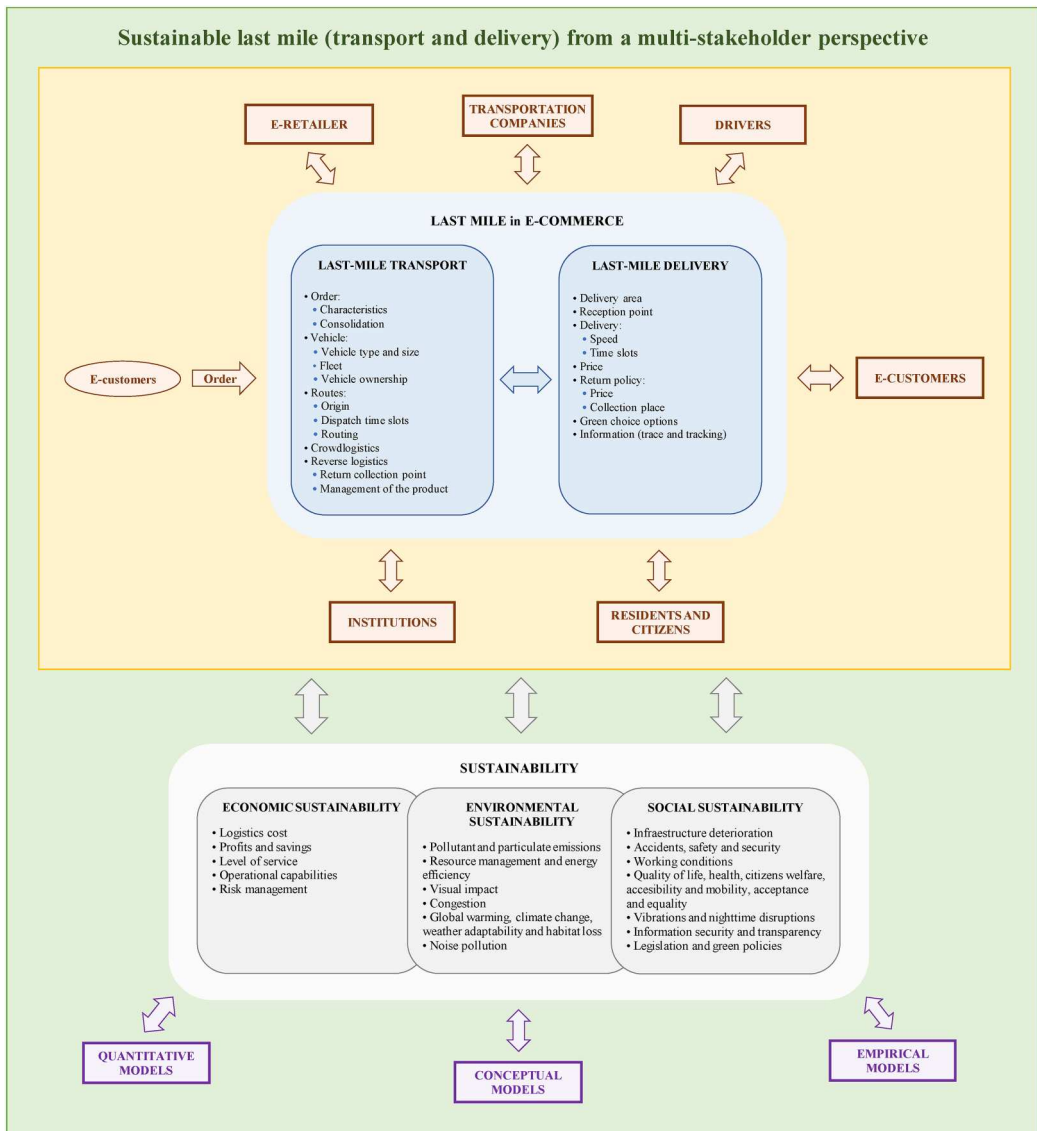 Sustainable last mile (transport and delivery) from a multi-stakeholder perspective
E-RETAILER
TRANSPORTATION
COMPANIES
DRIVERS
LAST MILE in E-COMMERCE
LAST-MILE TRANSPORT
• Order:
• Characteristics
• Consolidation
• Vehicle:
• Vehicle type and size
• Fleet
• Vehicle ownership
• Routes:
• Origin
• Dispatch time slots
• Routing
• Crowdlogistics
• Reverse logistics
• Return collection point
• Management of the product
LAST-MILE DELIVERY
• Delivery area
• Reception point
• Delivery:
• Speed
• Time slots
• Price
• Return policy:
• Price
• Collection place
• Green choice options
• Information (trace and tracking)
E-customers
Order
E-CUSTOMERS
INSTITUTIONS
RESIDENTS AND
CITIZENS
SUSTAINABILITY
ECONOMIC SUSTAINABILITY
• Logistics cost
• Profits and savings
• Level of service
• Operational capabilities
• Risk management
ENVIRONMENTAL
SUSTAINABILITY
• Pollutant and particulate emissions
• Resource management and energy
efficiency
• Visual impact
• Congestion
• Global warming, climate change,
weather adaptability and habitat loss
• Noise pollution
SOCIAL SUSTAINABILITY
• Infrastructure deterioration
• Accidents, safety and security
• Working conditions
• Quality of life, health, citizens welfare,
accesibility and mobility, acceptance
and equality
• Vibrations and nighttime disruptions
• Information security and transparency
• Legislation and green policies
QUANTITATIVE
MODELS
CONCEPTUAL
MODELS
EMPIRICAL
MODELS